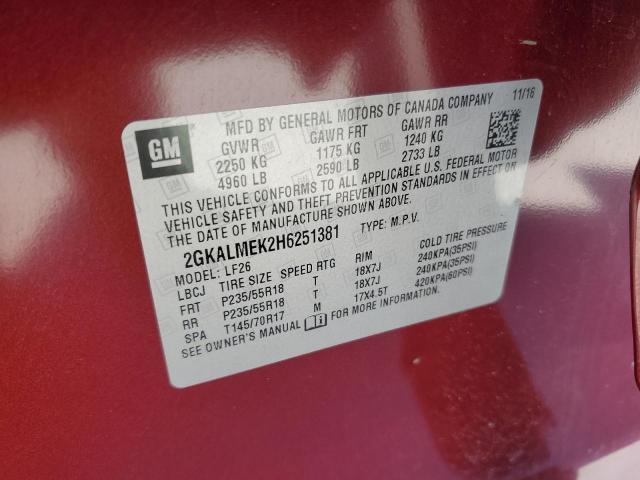 GM
MFD BY GENERAL MOTORS OF CANADA COMPANY 11/16
GVWR GAWR FRT GAWR RR
2250 KG 1175 KG 1240 KG
4960 LB 2590 LB 2733 LB
THIS VEHICLE CONFORMS TO ALL APPLICABLE U.S. FEDERAL MOTOR
VEHICLE SAFETY AND THEFT PREVENTION STANDARDS IN EFFECT ON
THE DATE OF MANUFACTURE SHOWN ABOVE.
2GKALMEK2H6251381 TYPE: M.P.V.
MODEL: LF26
LBCJ TIRE SIZE SPEED RTG RIM COLD TIRE PRESSURE
FRT P235/55R18 T 18X7J 240KPA(35PSI)
RR P235/55R18 T 18X7J 240KPA(35PSI)
SPA T145/70R17 M 17X4.5T 420KPA(60PSI)
SEE OWNER'S MANUAL FOR MORE INFORMATION.